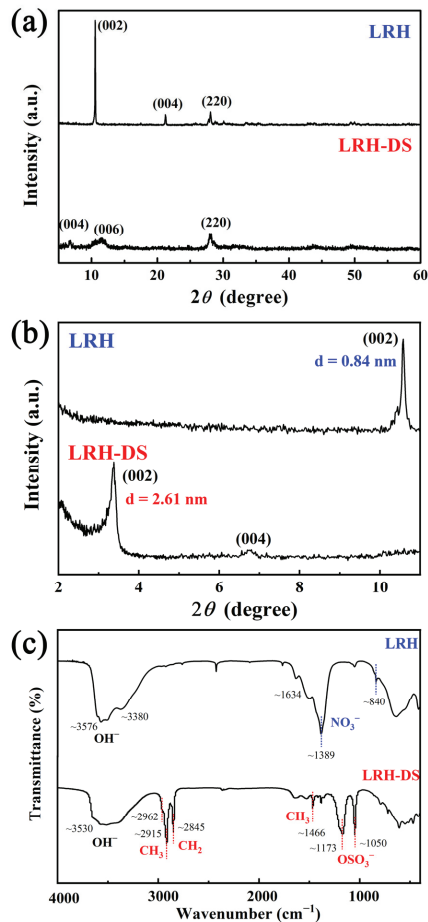 (a)
(002)
LRH
(004)
(220)
LRH-DS
(004)
(006)
(220)
Intensity (a.u.)
10 20 30 40 50 60
2θ (degree)
(b)
LRH
(002)
d = 0.84 nm
LRH-DS
(002)
d = 2.61 nm
(004)
Intensity (a.u.)
2 4 6 8 10
2θ (degree)
(c)
LRH
~3576
~3380
OH⁻
~1634
NO₃⁻
~1389
~840
LRH-DS
~3530
OH⁻
~2962
~2915
CH₃
~2845
CH₂
CH₃
~1466
~1173
OSO₃⁻
~1050
Transmittance (%)
4000 3000 2000 1000
Wavenumber (cm⁻¹)